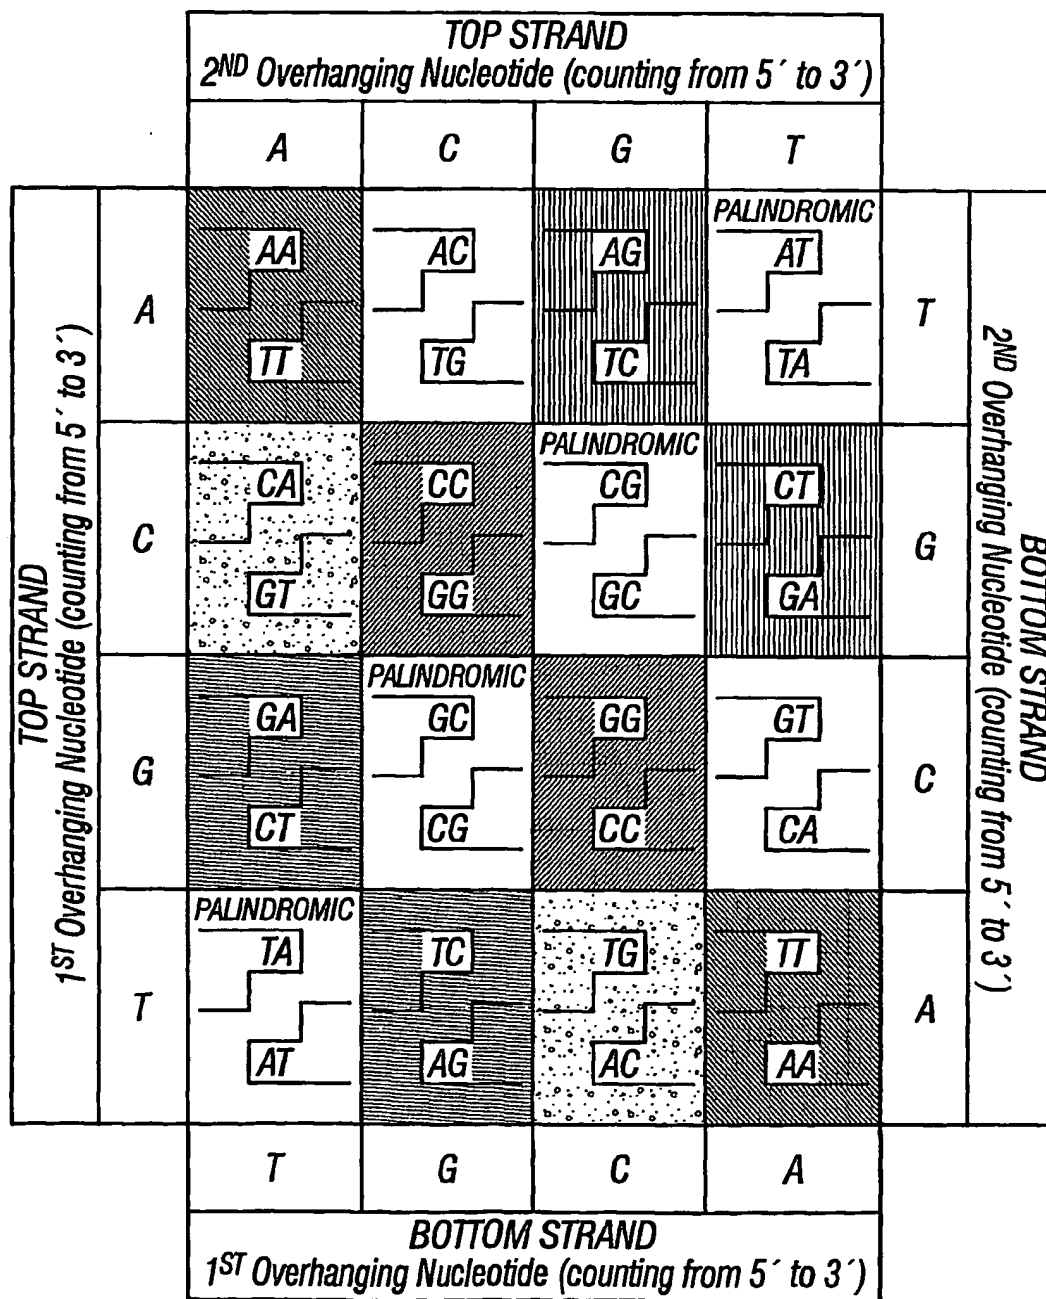 TOP STRAND
2ND Overhanging Nucleotide (counting from 5´ to 3´)
A C G T
TOP STRAND
1ST Overhanging Nucleotide (counting from 5´ to 3´)
A
AA
TT
AC
TG
AG
TC
PALINDROMIC
AT
TA
T
C
CA
GT
CC
GG
PALINDROMIC
CG
GC
CT
GA
G
G
GA
CT
PALINDROMIC
GC
CG
GG
CC
GT
CA
C
T
PALINDROMIC
TA
AT
TC
AG
TG
AC
TT
AA
A
BOTTOM STRAND
2ND Overhanging Nucleotide (counting from 5´ to 3´)
T G C A
BOTTOM STRAND
1ST Overhanging Nucleotide (counting from 5´ to 3´)